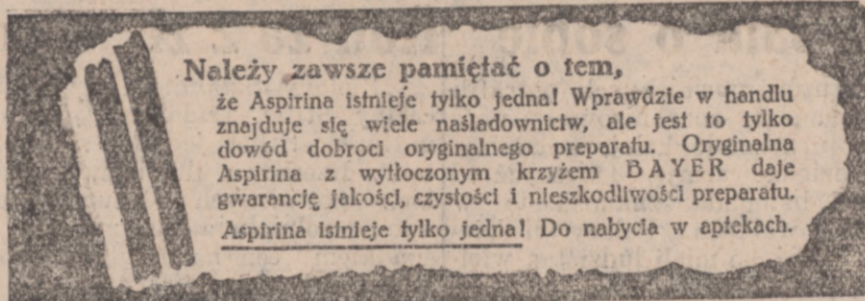 Należy zawsze pamiętać o tem,
że Aspirina istnieje tylko jedna! Wprawdzie w handlu
znajduje się wiele naśladownictw, ale jest to tylko
dowód dobroci oryginalnego preparatu. Oryginalna
Aspirina z wytłoczonym krzyżem BAYER daje
gwarancję jakości, czystości i nieszkodliwości preparatu.
Aspirina istnieje tylko jedna! Do nabycia w aptekach.